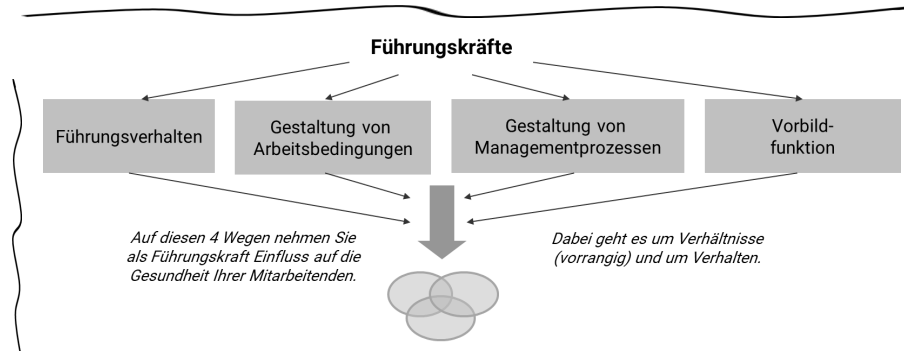 Führungskräfte
Führungsverhalten
Gestaltung von
Arbeitsbedingungen
Gestaltung von
Managementprozessen
Vorbild-
funktion
Auf diesen 4 Wegen nehmen Sie
als Führungskraft Einfluss auf die
Gesundheit Ihrer Mitarbeitenden.
Dabei geht es um Verhältnisse
(vorrangig) und um Verhalten.